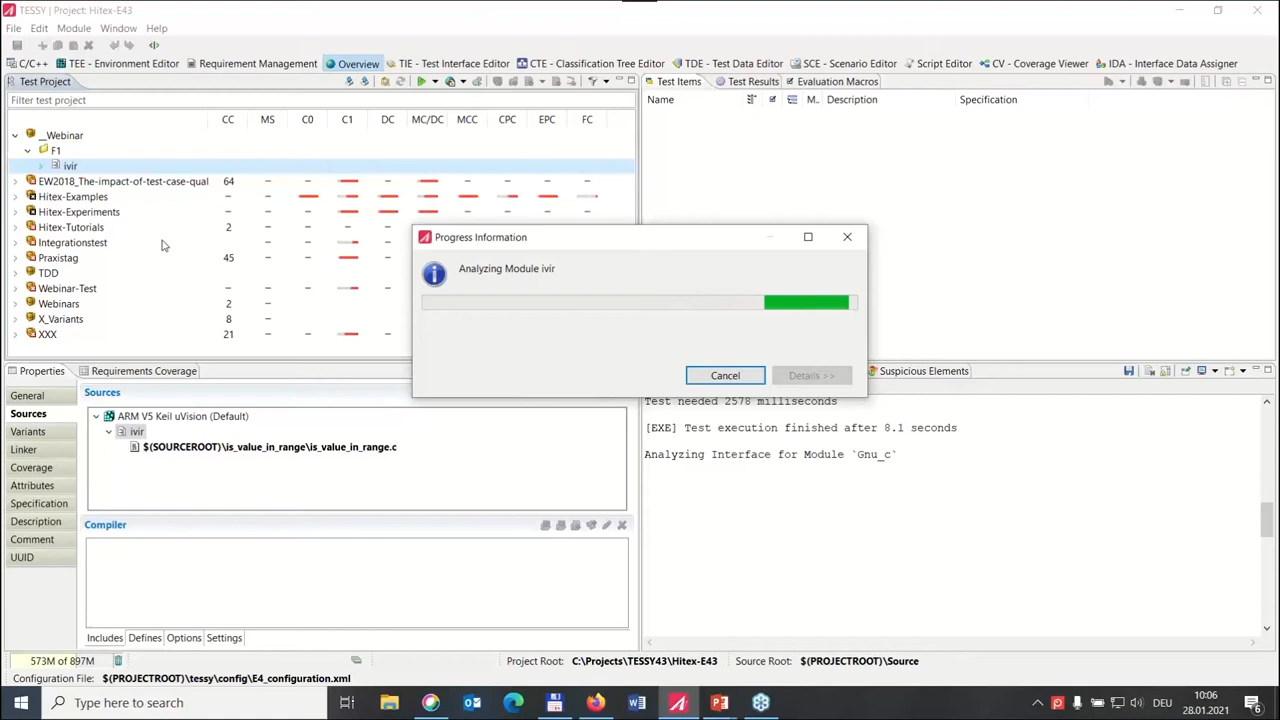 TESSY | Project: Hitex-E43
File Edit Module Window Help
C/C++ TEE - Environment Editor Requirement Management Overview TIE - Test Interface Editor CTE - Classification Tree Editor TDE - Test Data Editor SCE - Scenario Editor Script Editor CV - Coverage Viewer IDA - Interface Data Assigner
Test Project Test Items Test Results Evaluation Macros
Filter test project
Name M.. Description Specification
CC MS C0 C1 DC MC/DC MCC CPC EPC FC
__Webinar
F1
ivir
EW2018_The-impact-of-test-case-qual 64 - - -
Hitex-Examples - -
Hitex-Experiments - - -
Hitex-Tutorials 2 - - - -
Integrationstest - - -
Praxistag 45 - -
TDD -
Webinar-Test - - -
Webinars 2 -
X_Variants 8 -
XXX 21 - -
Progress Information
Analyzing Module ivir
Cancel Details >>
Properties Requirements Coverage Suspicious Elements
General
Sources
Variants
Linker
Coverage
Attributes
Specification
Description
Comment
UUID
Sources
ARM V5 Keil uVision (Default)
ivir
$(SOURCEROOT)\is_value_in_range\is_value_in_range.c
Compiler
Includes Defines Options Settings
Test needed 2578 milliseconds
[EXE] Test execution finished after 8.1 seconds
Analyzing Interface for Module `Gnu_c`
573M of 897M Project Root: C:\Projects\TESSY43\Hitex-E43 Source Root: $(PROJECTROOT)\Source
Configuration File: $(PROJECTROOT)\tessy\config\E4_configuration.xml
Type here to search DEU 10:06
28.01.2021 6